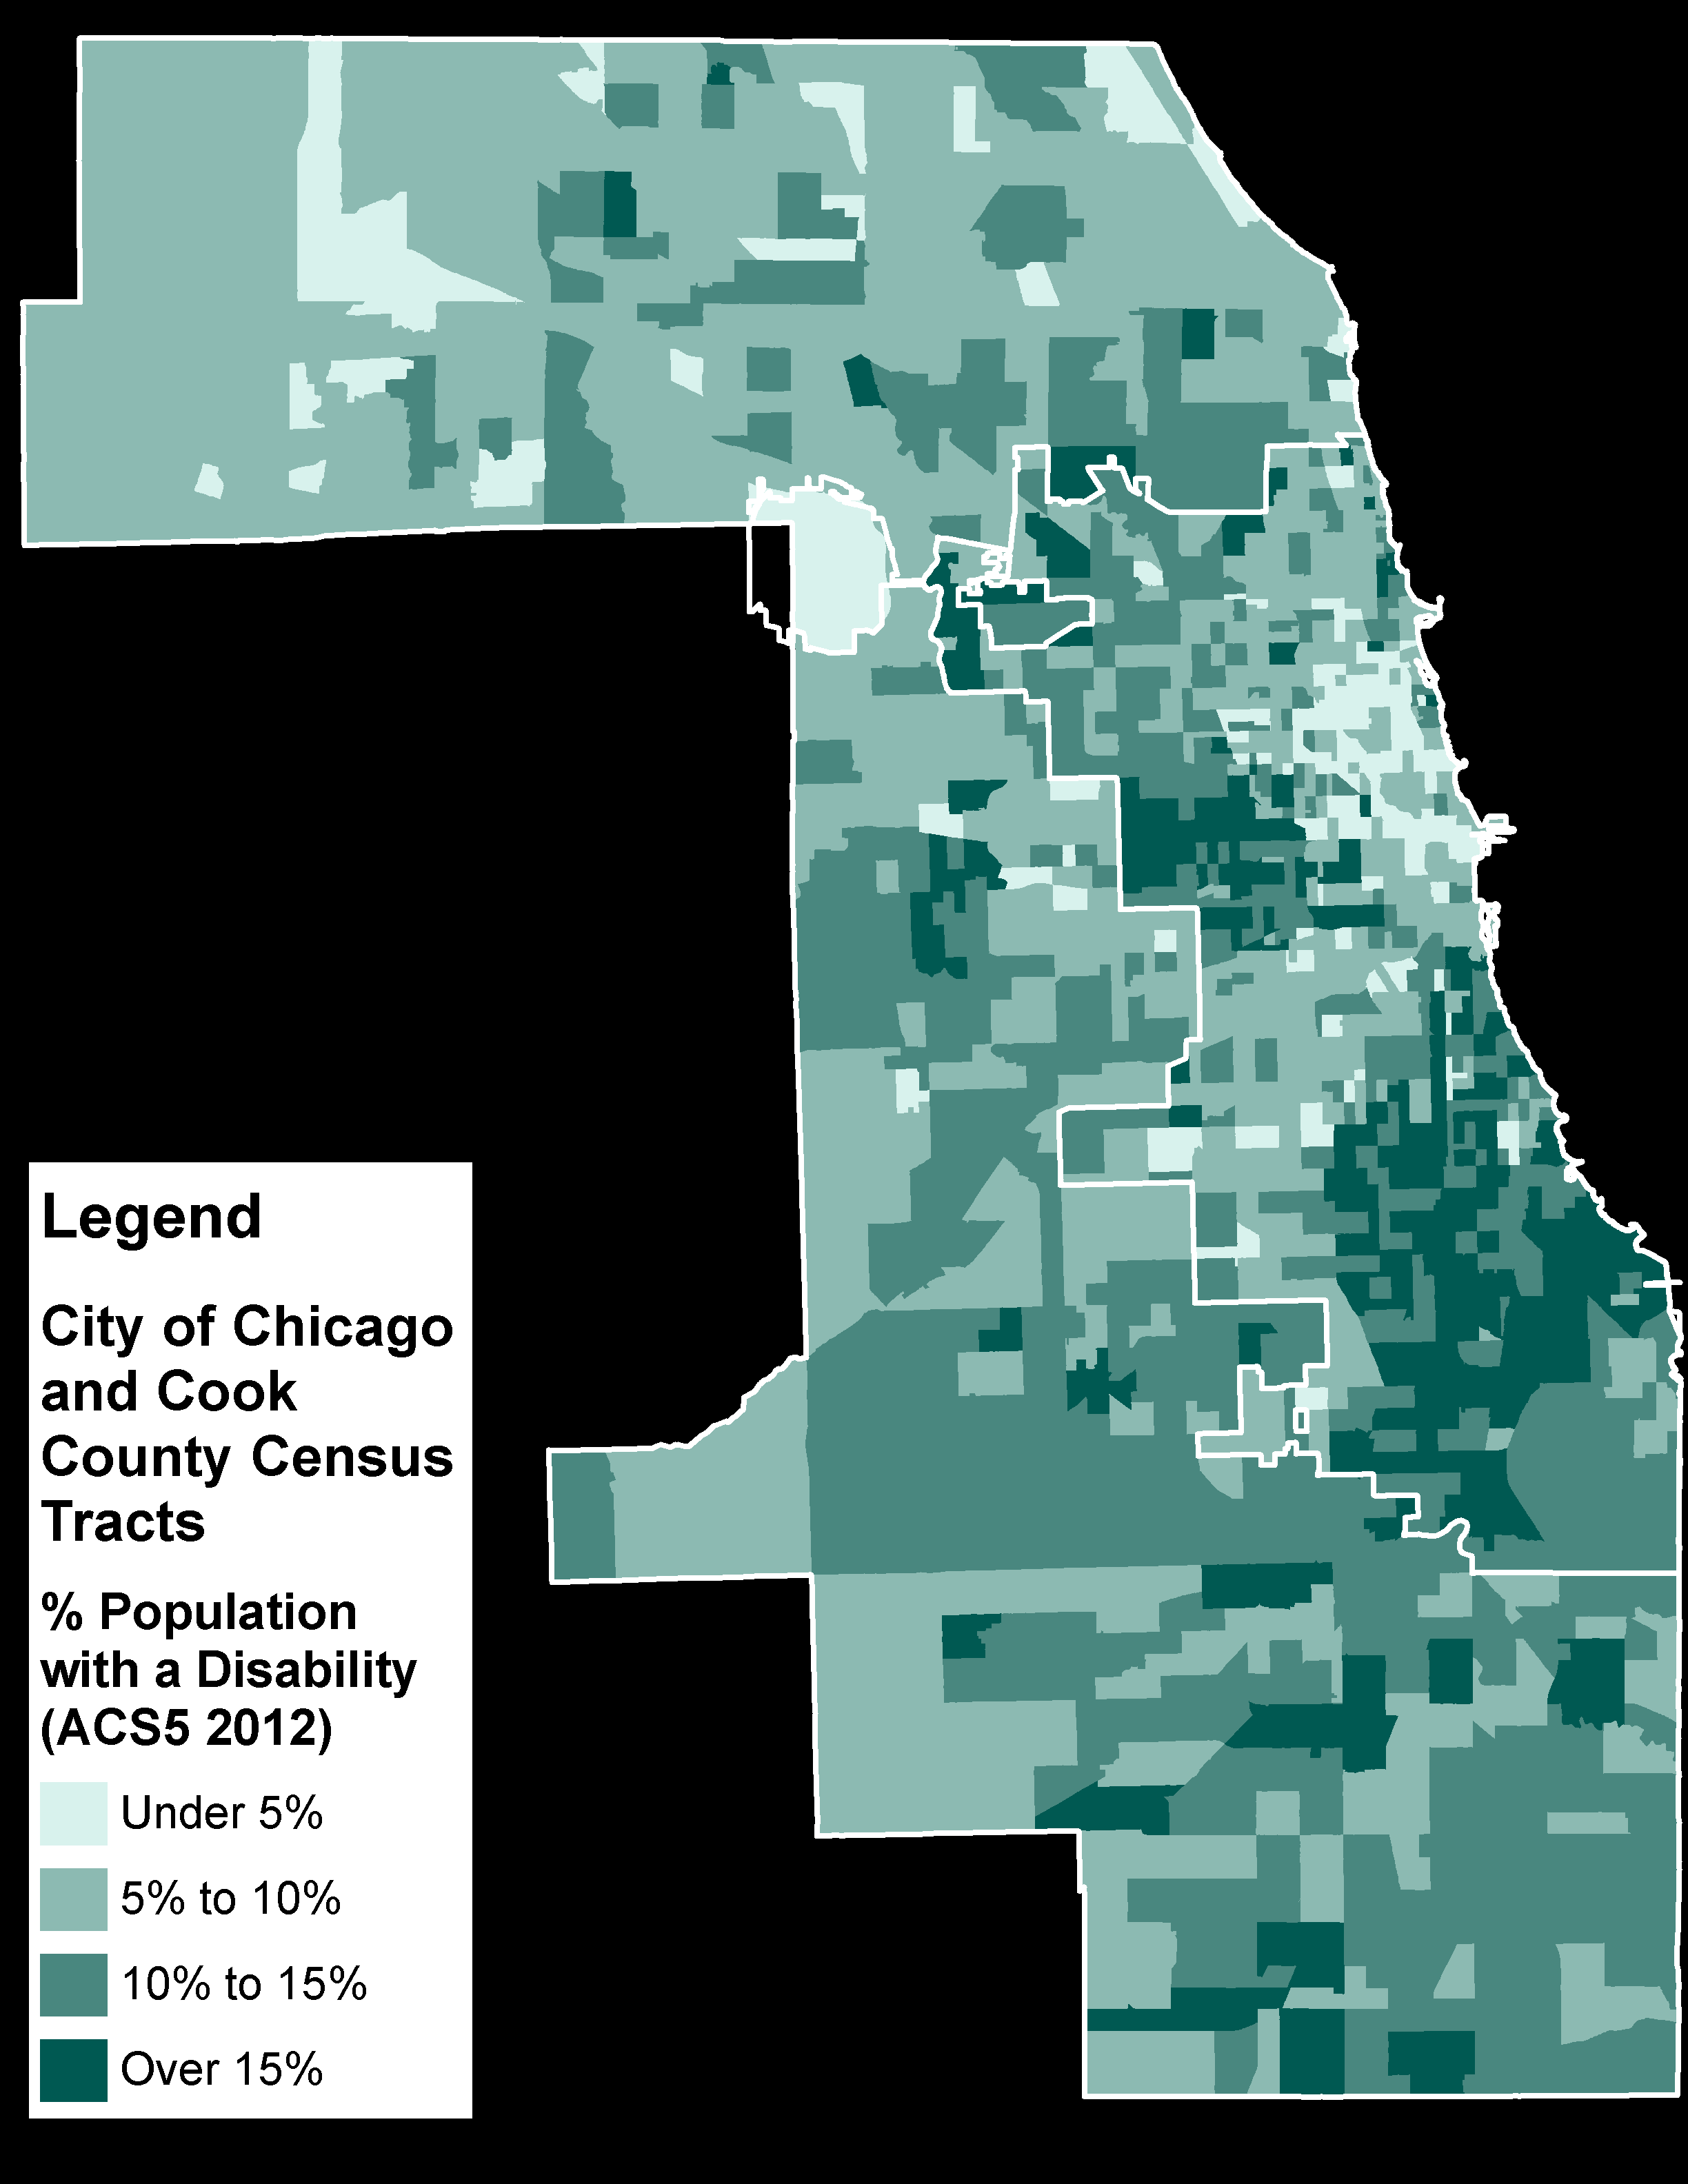 Legend
City of Chicago
and Cook
County Census
Tracts
% Population
with a Disability
(ACS5 2012)
Under 5%
5% to 10%
10% to 15%
Over 15%